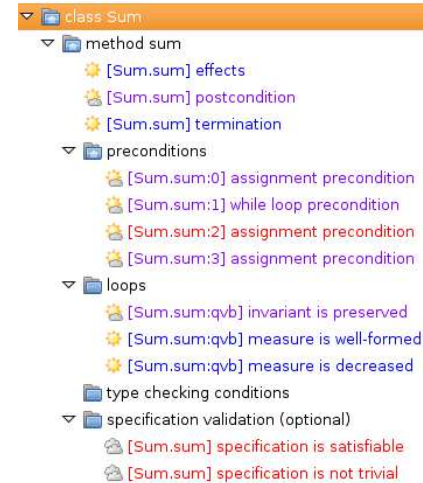 class Sum
method sum
[Sum.sum] effects
[Sum.sum] postcondition
[Sum.sum] termination
preconditions
[Sum.sum:0] assignment precondition
[Sum.sum:1] while loop precondition
[Sum.sum:2] assignment precondition
[Sum.sum:3] assignment precondition
loops
[Sum.sum:qvb] invariant is preserved
[Sum.sum:qvb] measure is well-formed
[Sum.sum:qvb] measure is decreased
type checking conditions
specification validation (optional)
[Sum.sum] specification is satisfiable
[Sum.sum] specification is not trivial